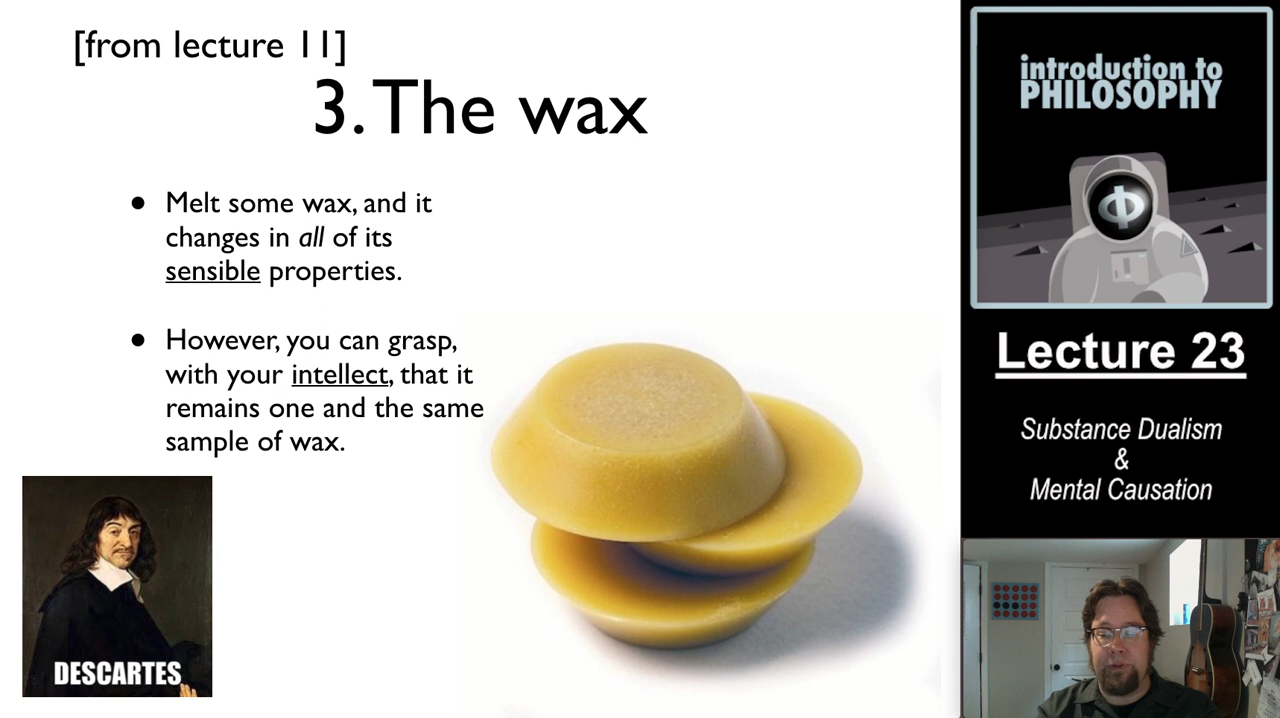 [from lecture 11]
3. The wax
• Melt some wax, and it
changes in all of its
sensible properties.
• However, you can grasp,
with your intellect, that it
remains one and the same
sample of wax.
DESCARTES
introduction to
PHILOSOPHY
Φ
Lecture 23
Substance Dualism
&
Mental Causation